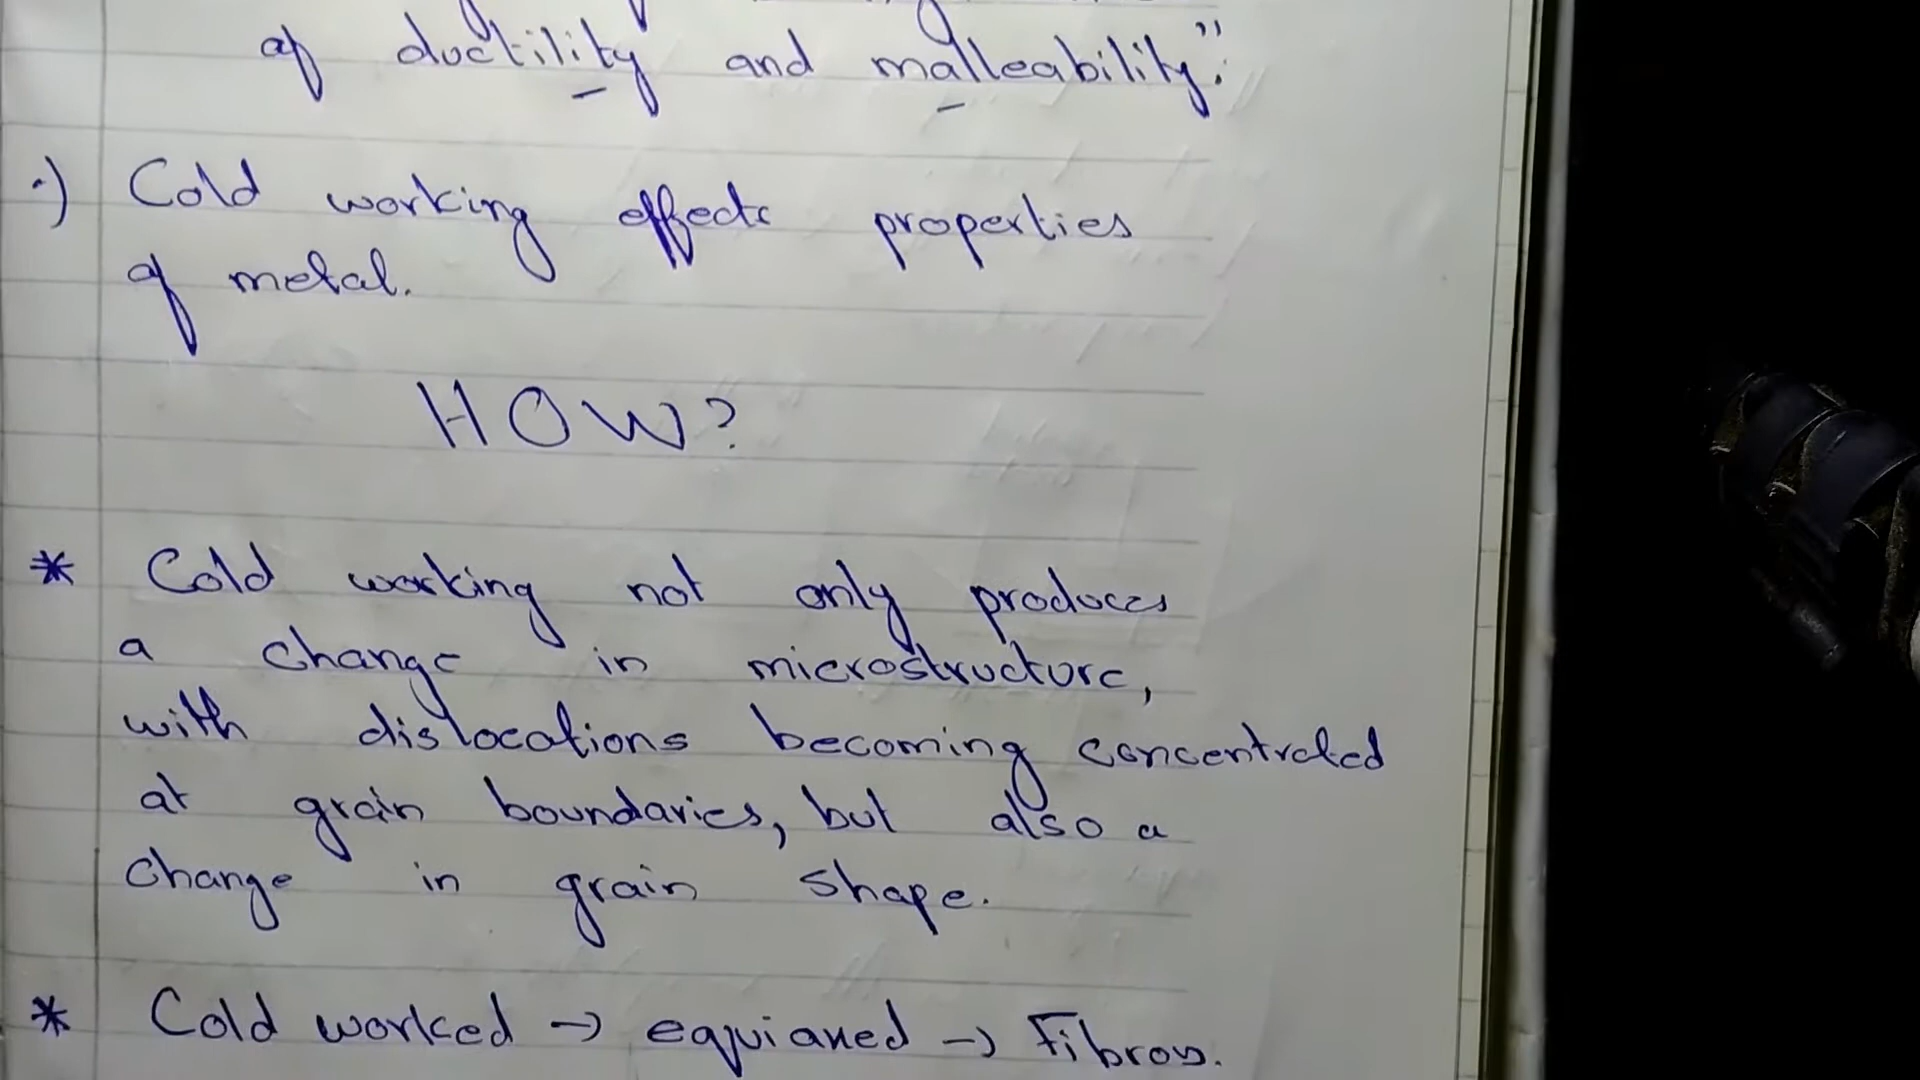 of ductility and malleability."
·) Cold working effects properties
of metal.
HOW?
* Cold working not only produces
a change in microstructure,
with dislocations becoming concentrated
at grain boundaries, but also a
change in grain shape.
* Cold worked → equiaxed → Fibrous.